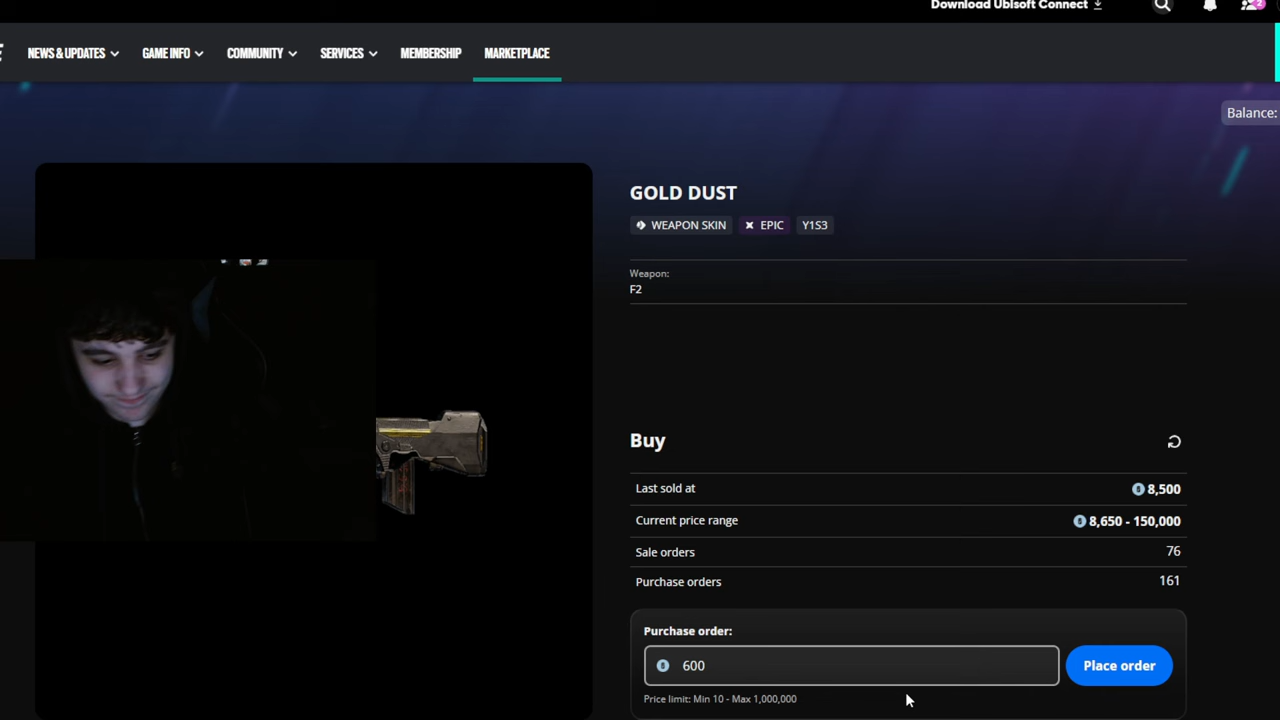 Download Ubisoft Connect
2
NEWS & UPDATES
GAME INFO
COMMUNITY
SERVICES
MEMBERSHIP
MARKETPLACE
Balance:
GOLD DUST
WEAPON SKIN
EPIC
Y1S3
Weapon:
F2
Buy
Last sold at 8,500
Current price range 8,650 - 150,000
Sale orders 76
Purchase orders 161
Purchase order:
600
Place order
Price limit: Min 10 - Max 1,000,000